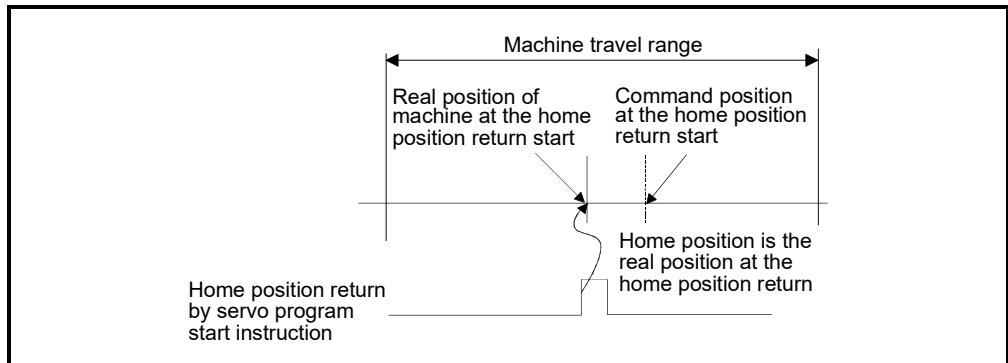 Machine travel range
Real position of
machine at the home
position return start
Command position
at the home position
return start
Home position is the
real position at the
home position return
Home position return
by servo program
start instruction